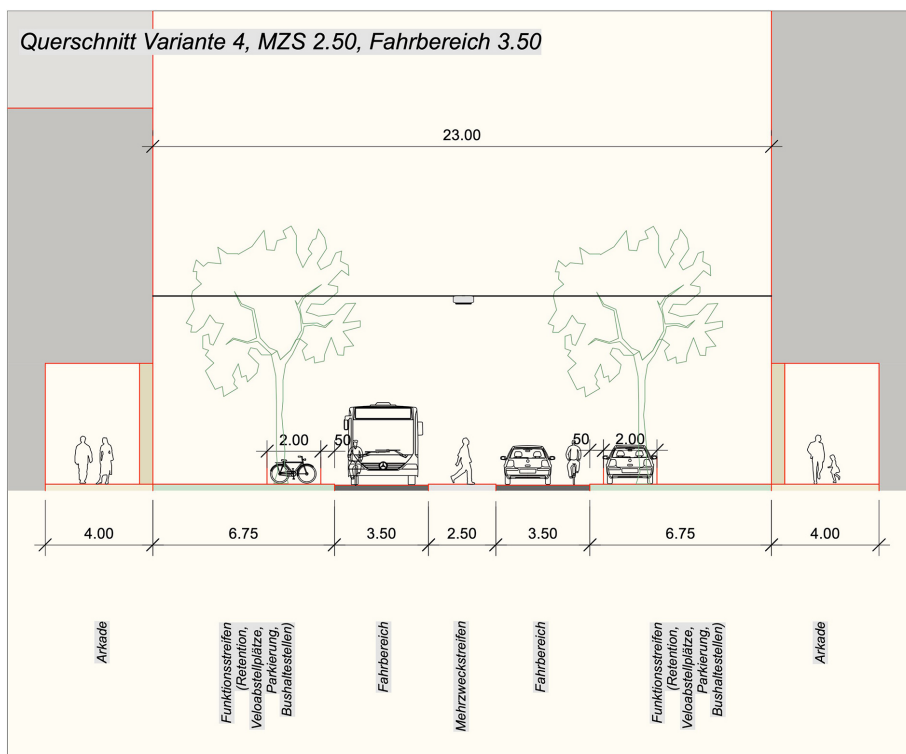 Querschnitt Variante 4, MZS 2.50, Fahrbereich 3.50
23.00
2.00
50
50
2.00
4.00
6.75
3.50
2.50
3.50
6.75
4.00
Arkade
Funktionsstreifen
(Retention,
Veloabstellplätze,
Parkierung,
Bushaltestellen)
Fahrbereich
Mehrzweckstreifen
Fahrbereich
Funktionsstreifen
(Retention,
Veloabstellplätze,
Parkierung,
Bushaltestellen)
Arkade